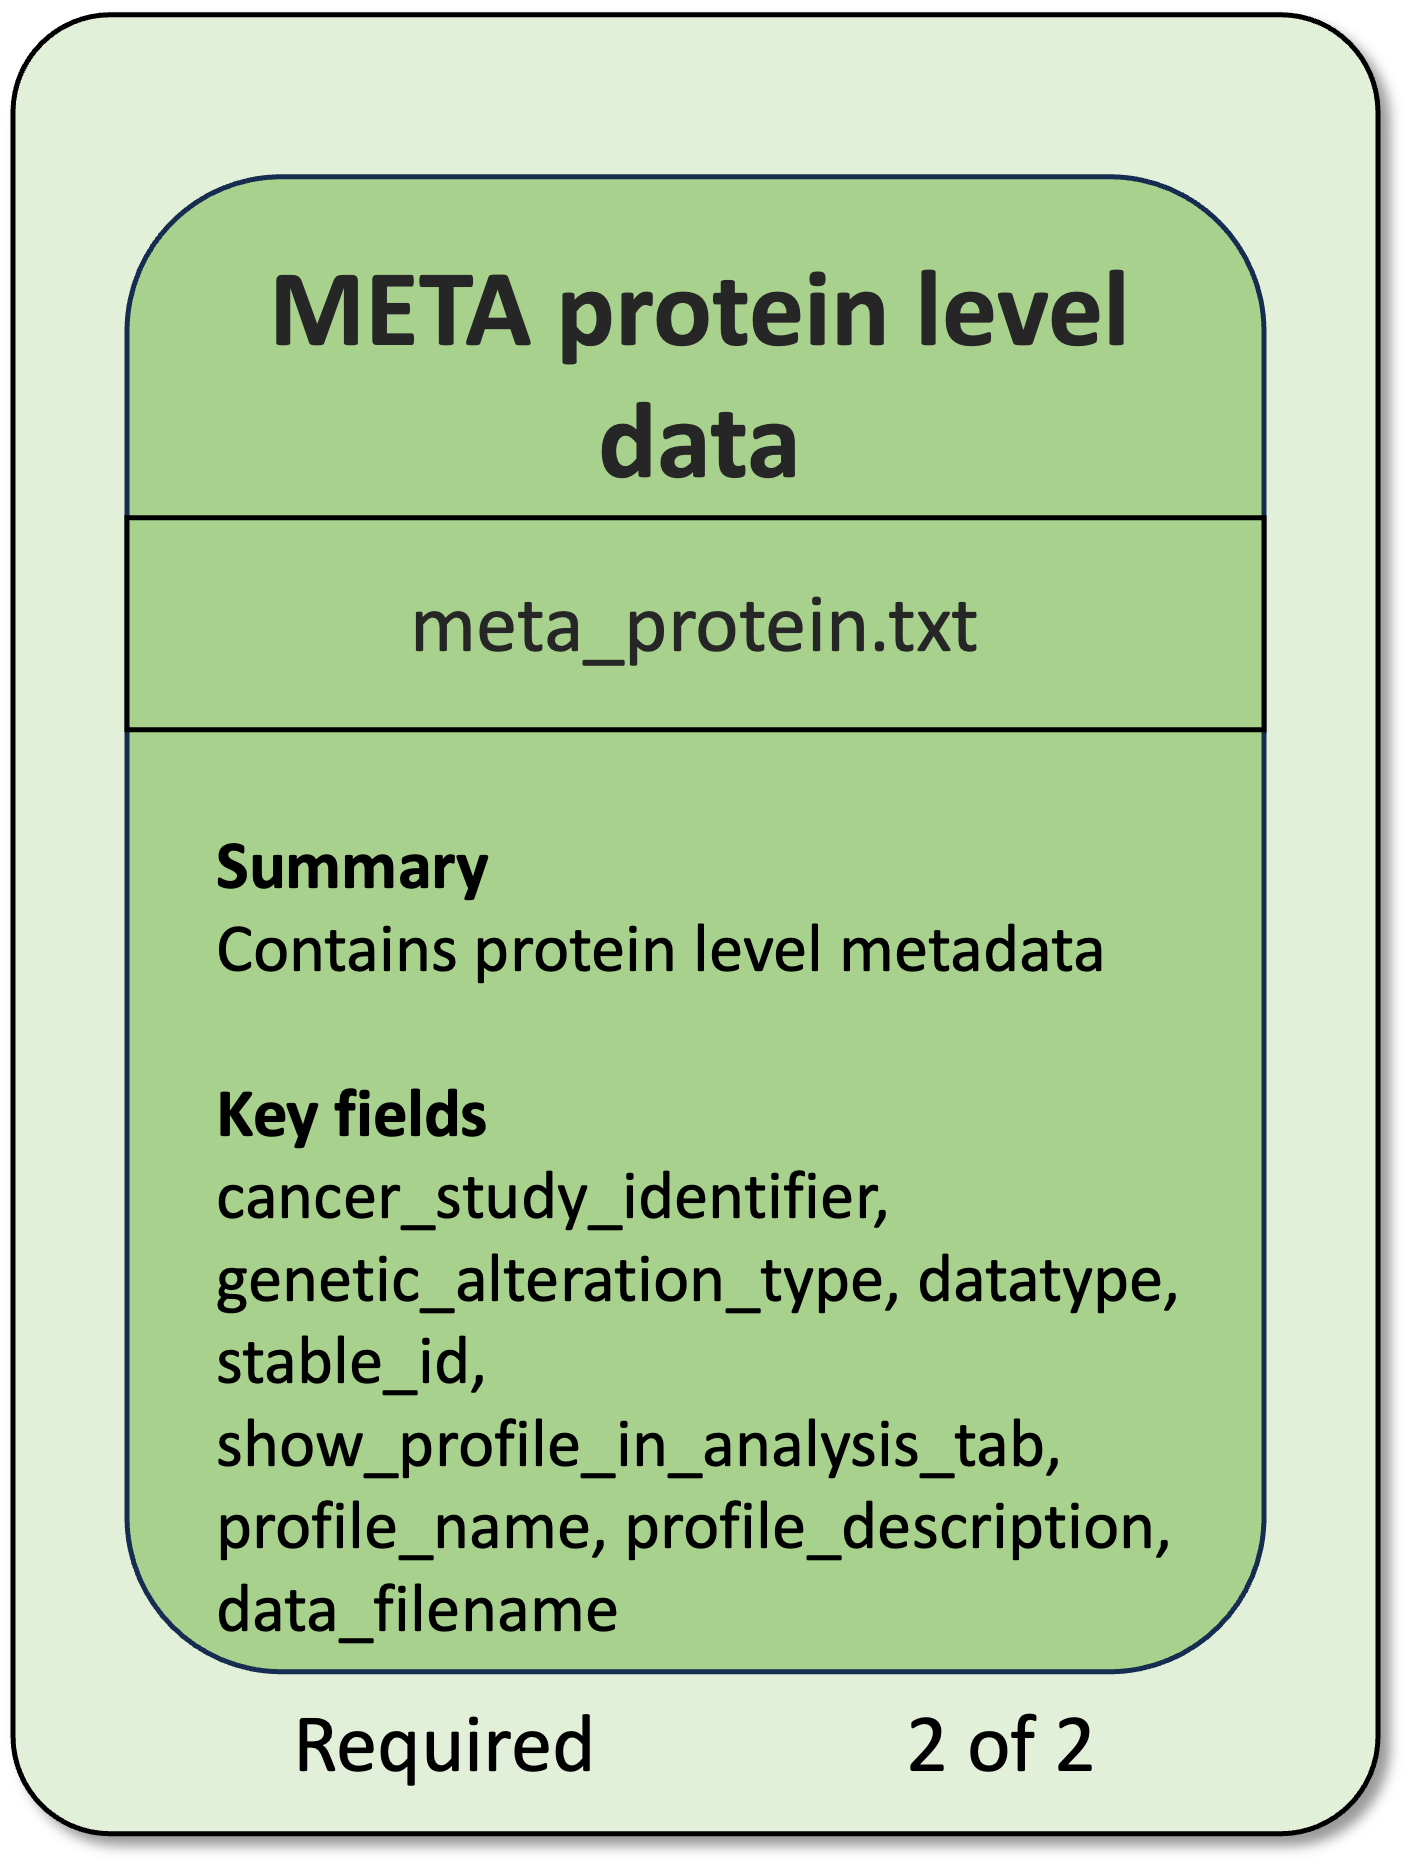 META protein level
data
meta_protein.txt
Summary
Contains protein level metadata
Key fields
cancer_study_identifier,
genetic_alteration_type, datatype,
stable_id,
show_profile_in_analysis_tab,
profile_name, profile_description,
data_filename
Required 2 of 2